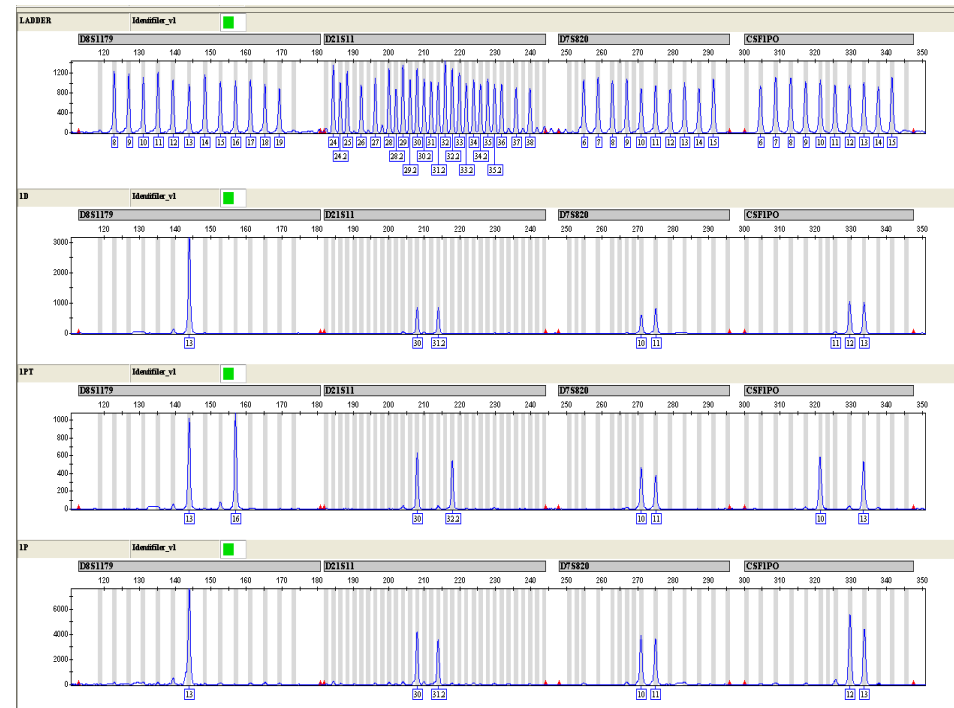 LADDER Identifiler_v1
D8S1179 D21S11 D7S820 CSF1PO
120 130 140 150 160 170 180 190 200 210 220 230 240 250 260 270 280 290 300 310 320 330 340 350
1200
800
400
0
8 9 10 11 12 13 14 15 16 17 18 19 24 25 26 27 28 29 30 31 32 33 34 35 36 37 38 6 7 8 9 10 11 12 13 14 15 6 7 8 9 10 11 12 13 14 15
24.2 28.2 30.2 32.2 34.2
29.2 31.2 33.2 35.2
1D Identifiler_v1
D8S1179 D21S11 D7S820 CSF1PO
120 130 140 150 160 170 180 190 200 210 220 230 240 250 260 270 280 290 300 310 320 330 340 350
3000
2000
1000
0
13 30 31.2 10 11 11 12 13
1PT Identifiler_v1
D8S1179 D21S11 D7S820 CSF1PO
120 130 140 150 160 170 180 190 200 210 220 230 240 250 260 270 280 290 300 310 320 330 340 350
1000
800
600
400
200
0
13 16 30 32.2 10 11 10 13
1P Identifiler_v1
D8S1179 D21S11 D7S820 CSF1PO
120 130 140 150 160 170 180 190 200 210 220 230 240 250 260 270 280 290 300 310 320 330 340 350
6000
4000
2000
0
13 30 31.2 10 11 12 13